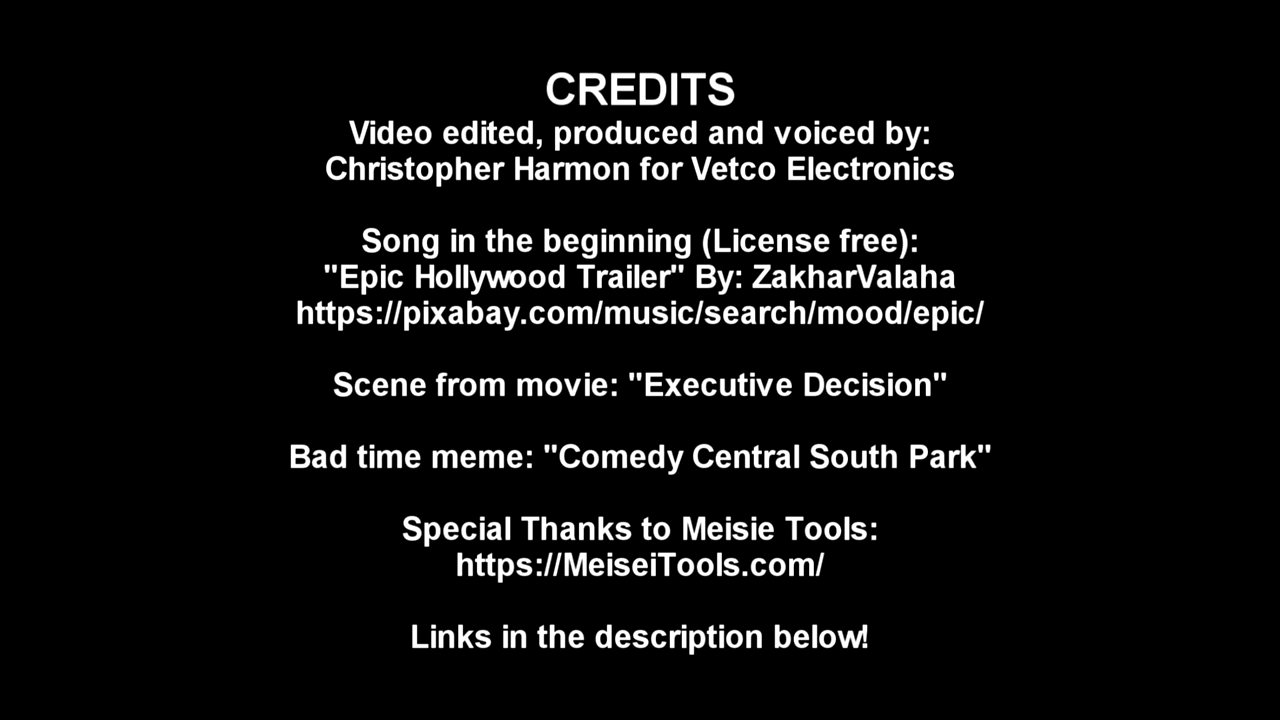 CREDITS
Video edited, produced and voiced by:
Christopher Harmon for Vetco Electronics
Song in the beginning (License free):
"Epic Hollywood Trailer" By: ZakharValaha
https://pixabay.com/music/search/mood/epic/
Scene from movie: "Executive Decision"
Bad time meme: "Comedy Central South Park"
Special Thanks to Meisie Tools:
https://MeiseiTools.com/
Links in the description below!